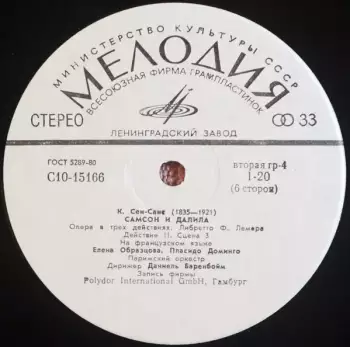 МИНИСТЕРСТВО КУЛЬТУРЫ СССР
МЕЛОДИЯ
ВСЕСОЮЗНАЯ ФИРМА ГРАМПЛАСТИНОК
СТЕРЕО
33
ЛЕНИНГРАДСКИЙ ЗАВОД
ГОСТ 5289-80
С10-15166
вторая гр-4
1-20
(6 сторон)
К. Сен-Санс (1835—1921)
САМСОН И ДАЛИЛА
Опера в трех действиях. Либретто Ф. Лемера
Действие II. Сцена 3
На французском языке
Елена Образцова, Пласидо Доминго
Парижский оркестр
Дирижер Даниель Баренбойм
Запись фирмы
Polydor International GmbH, Гамбург